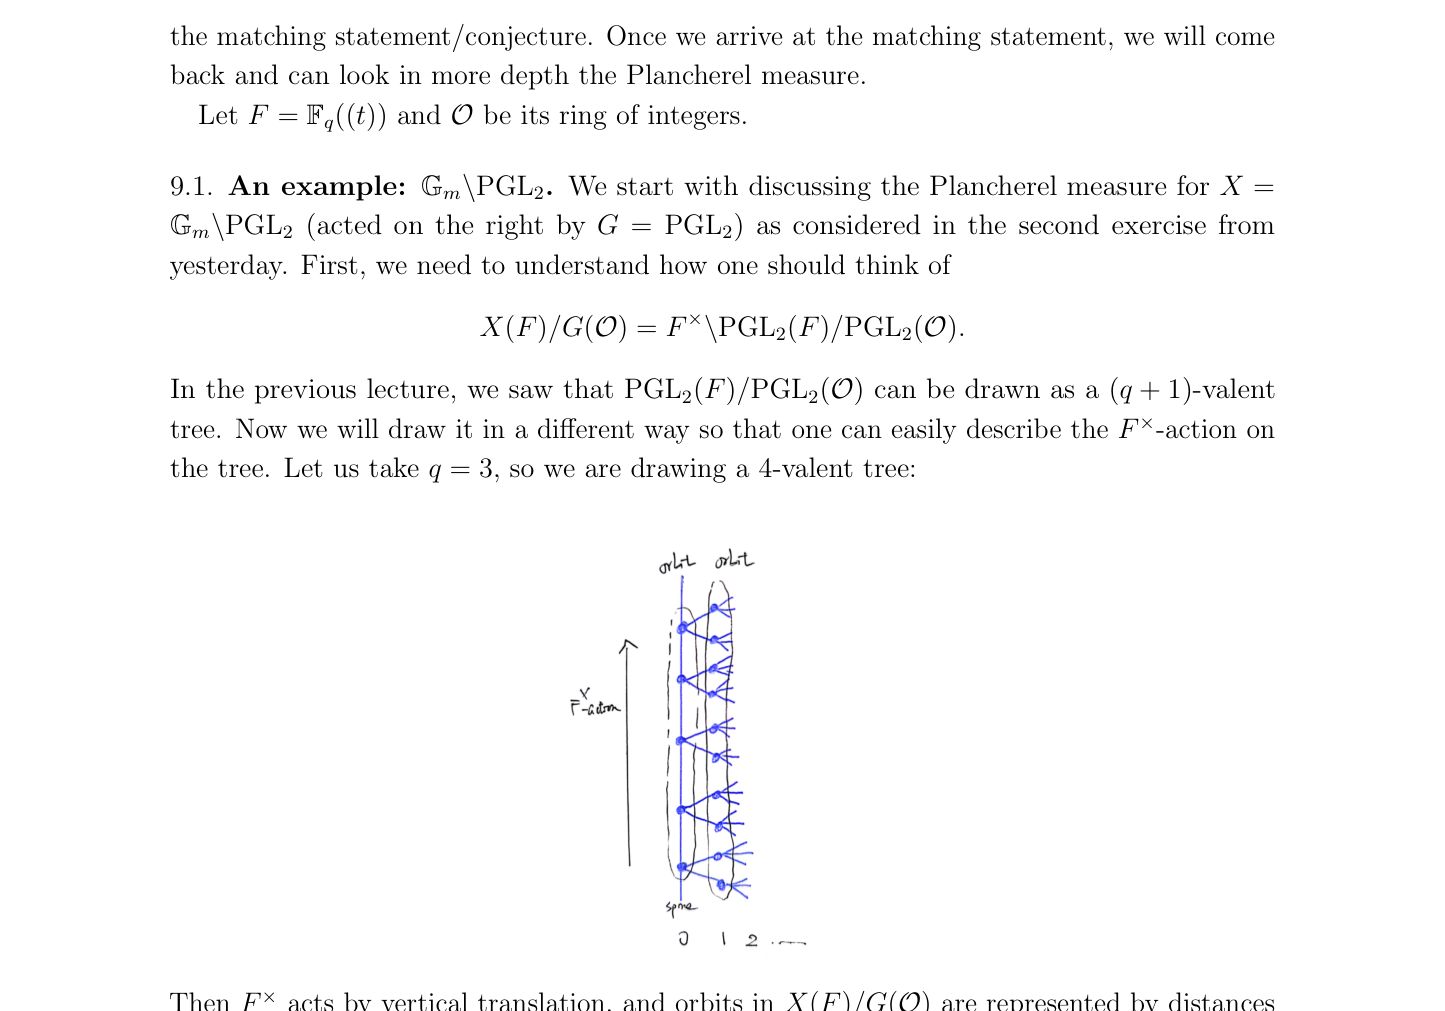 the matching statement/conjecture. Once we arrive at the matching statement, we will come
back and can look in more depth the Plancherel measure.
Let F = 𝔽_q((t)) and 𝒪 be its ring of integers.
9.1. An example: 𝔾_m\PGL₂. We start with discussing the Plancherel measure for X =
𝔾_m\PGL₂ (acted on the right by G = PGL₂) as considered in the second exercise from
yesterday. First, we need to understand how one should think of
X(F)/G(𝒪) = F^×\PGL₂(F)/PGL₂(𝒪).
In the previous lecture, we saw that PGL₂(F)/PGL₂(𝒪) can be drawn as a (q + 1)-valent
tree. Now we will draw it in a different way so that one can easily describe the F^×-action on
the tree. Let us take q = 3, so we are drawing a 4-valent tree:
orbit orbit
F^×-action
spine
0 1 2 ....
Then F^× acts by vertical translation, and orbits in X(F)/G(𝒪) are represented by distances